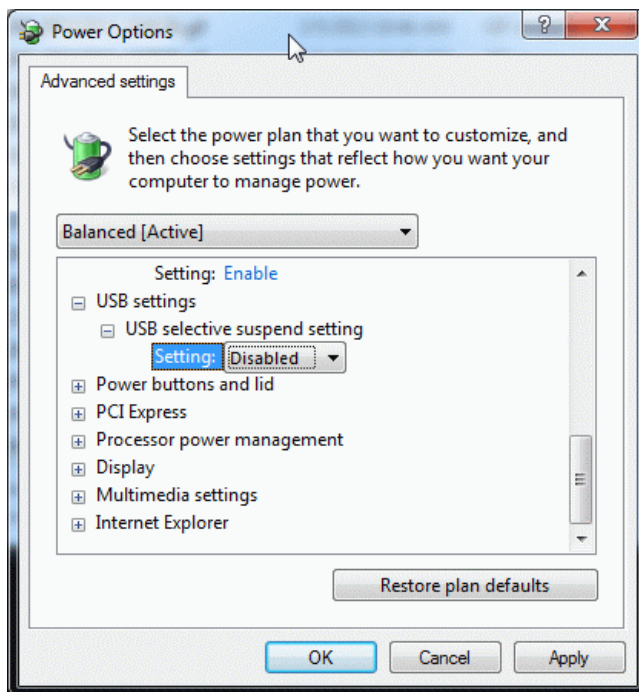 Power Options
Advanced settings
Select the power plan that you want to customize, and
then choose settings that reflect how you want your
computer to manage power.
Balanced [Active]
Setting: Enable
USB settings
USB selective suspend setting
Setting: Disabled
Power buttons and lid
PCI Express
Processor power management
Display
Multimedia settings
Internet Explorer
Restore plan defaults
OK Cancel Apply